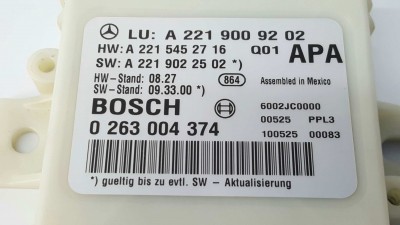 LU: A 221 900 92 02
HW: A 221 545 27 16 Q01 APA
SW: A 221 902 25 02 *)
HW-Stand: 08.27 864 Assembled in Mexico
SW-Stand: 09.33.00 *)
BOSCH 6002JC0000
0 263 004 374 00525 PPL3
100525 00083
*) gueltig bis zu evtl. SW - Aktualisierung